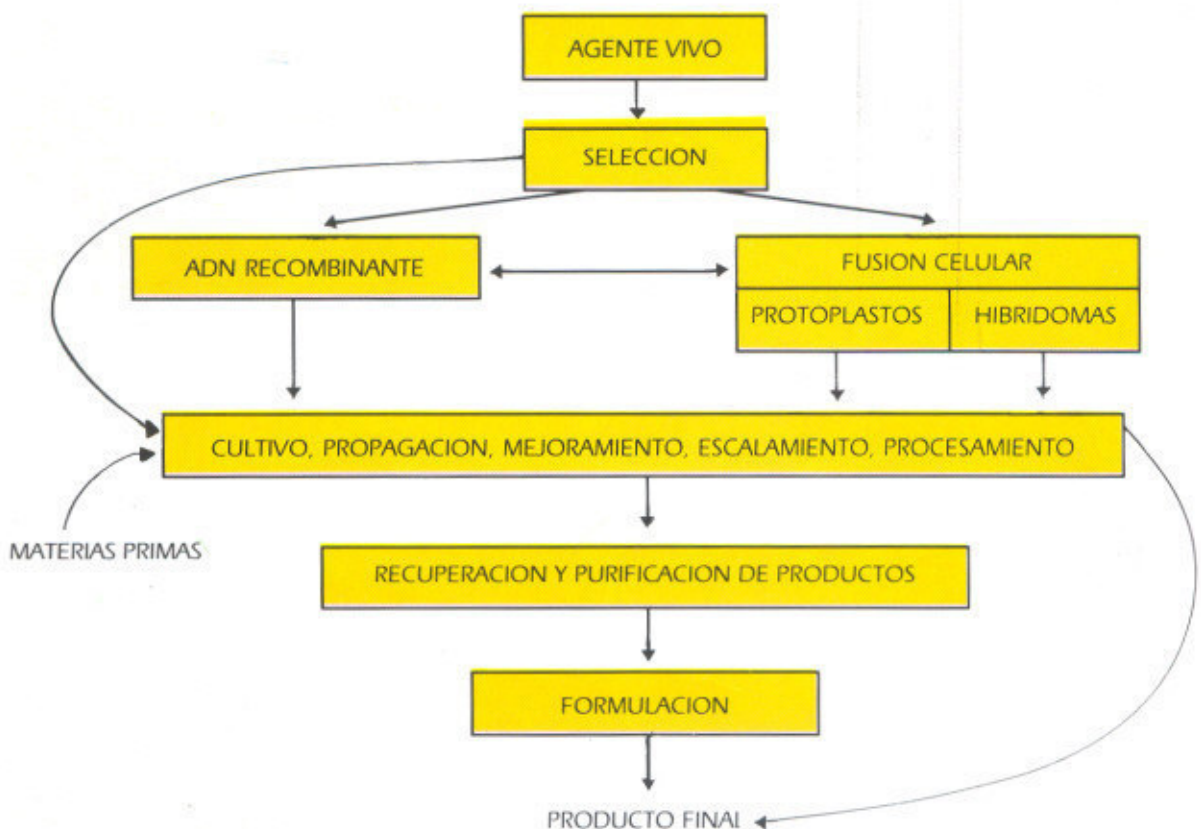 AGENTE VIVO
SELECCION
ADN RECOMBINANTE
FUSION CELULAR
PROTOPLASTOS
HIBRIDOMAS
CULTIVO, PROPAGACION, MEJORAMIENTO, ESCALAMIENTO, PROCESAMIENTO
MATERIAS PRIMAS
RECUPERACION Y PURIFICACION DE PRODUCTOS
FORMULACION
PRODUCTO FINAL